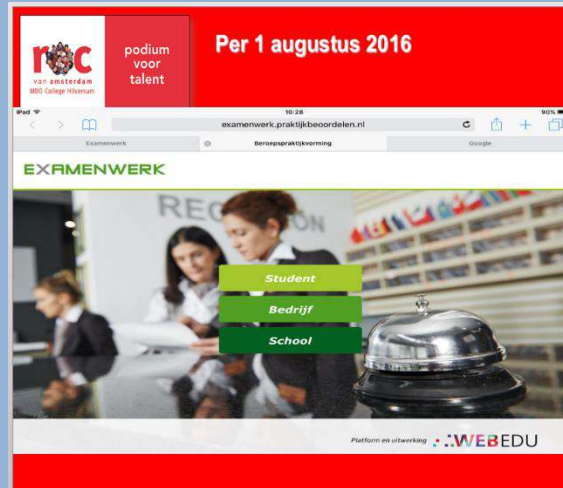 roc
van amsterdam
MBO College Hilversum
podium
voor
talent
Per 1 augustus 2016
iPad
10:28
90%
examenwerk.praktijkbeoordelen.nl
Examenwerk
Beroepspraktijkvorming
Google
EXAMENWERK
Student
Bedrijf
School
Platform en uitwerking
WEBEDU